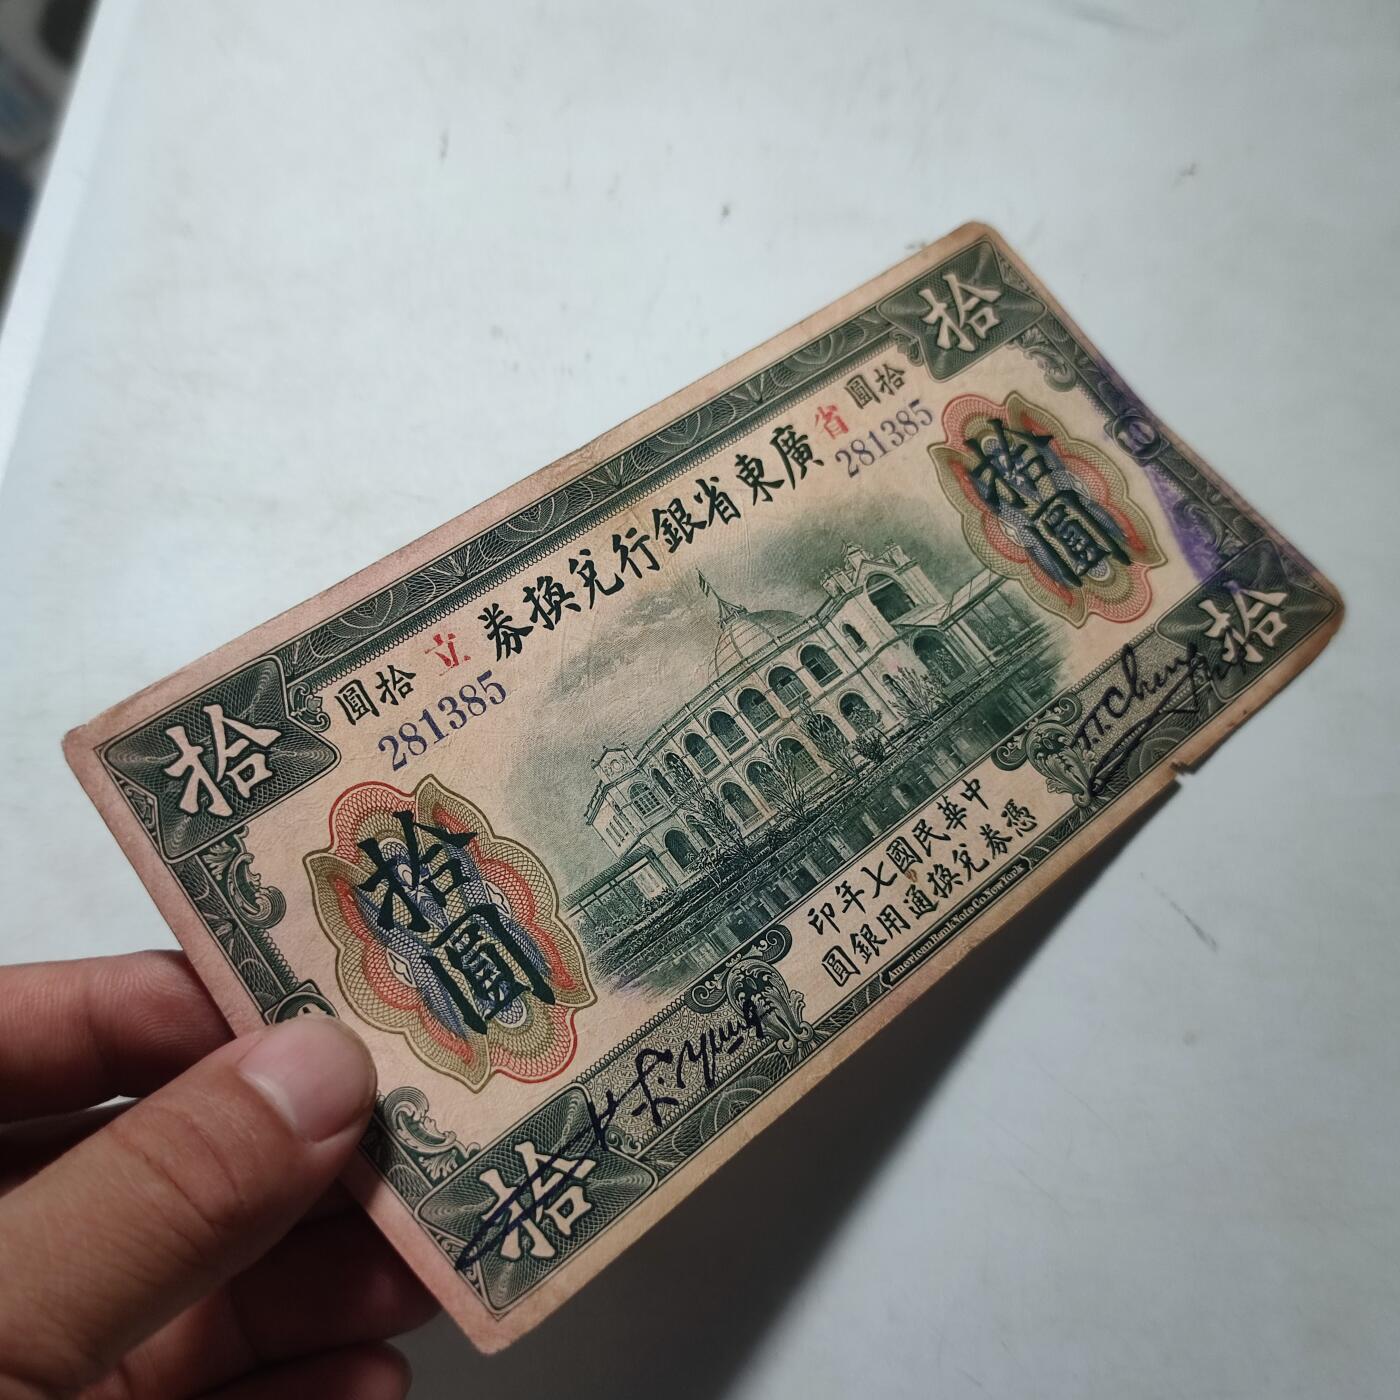 拾
拾
拾圓
省
廣東省銀行兌換券
立
拾圓
281385
281385
10
拾圓
拾圓
中華民國七年印
憑券兌換通用銀圓
American Bank Note Co. New York
拾
拾